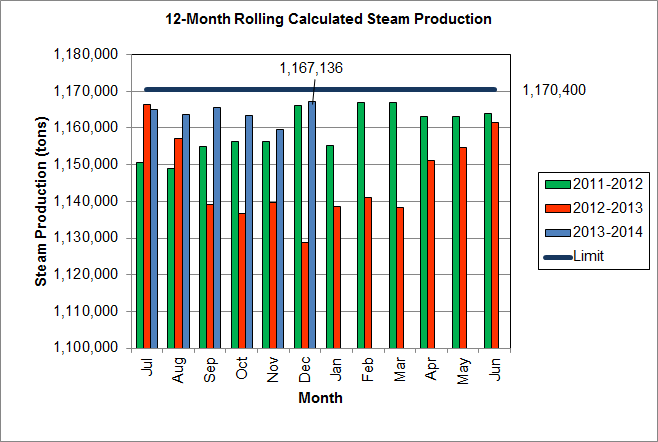 12-Month Rolling Calculated Steam Production
1,180,000
1,170,000
1,160,000
1,150,000
1,140,000
1,130,000
1,120,000
1,110,000
1,100,000
Steam Production (tons)
1,167,136
1,170,400
2011-2012
2012-2013
2013-2014
Limit
Jul
Aug
Sep
Oct
Nov
Dec
Jan
Feb
Mar
Apr
May
Jun
Month